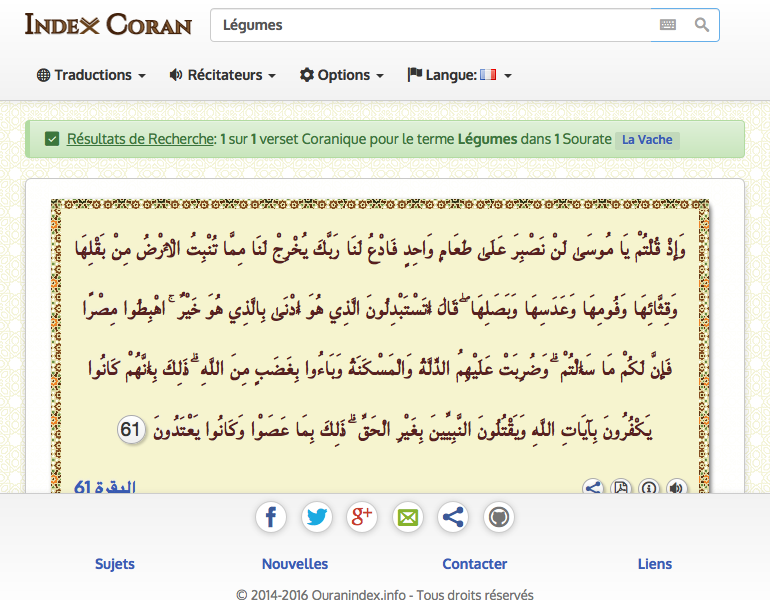 INDEX CORAN
Légumes
Traductions
Récitateurs
Options
Langue:
Résultats de Recherche: 1 sur 1 verset Coranique pour le terme Légumes dans 1 Sourate La Vache
وَإِذْ قُلْتُمْ يَا مُوسَىٰ لَنْ نَصْبِرَ عَلَىٰ طَعَامٍ وَاحِدٍ فَادْعُ لَنَا رَبَّكَ يُخْرِجْ لَنَا مِمَّا تُنْبِتُ الْأَرْضُ مِنْ بَقْلِهَا
وَقِثَّائِهَا وَفُومِهَا وَعَدَسِهَا وَبَصَلِهَا ۖ قَالَ أَتَسْتَبْدِلُونَ الَّذِي هُوَ أَدْنَىٰ بِالَّذِي هُوَ خَيْرٌ ۚ اهْبِطُوا مِصْرًا
فَإِنَّ لَكُمْ مَا سَأَلْتُمْ ۗ وَضُرِبَتْ عَلَيْهِمُ الذِّلَّةُ وَالْمَسْكَنَةُ وَبَاءُوا بِغَضَبٍ مِنَ اللَّهِ ۗ ذَٰلِكَ بِأَنَّهُمْ كَانُوا
يَكْفُرُونَ بِآيَاتِ اللَّهِ وَيَقْتُلُونَ النَّبِيِّينَ بِغَيْرِ الْحَقِّ ۗ ذَٰلِكَ بِمَا عَصَوْا وَكَانُوا يَعْتَدُونَ 61
البقرة 61
Sujets
Nouvelles
Contacter
Liens
© 2014-2016 Ouranindex.info - Tous droits réservés